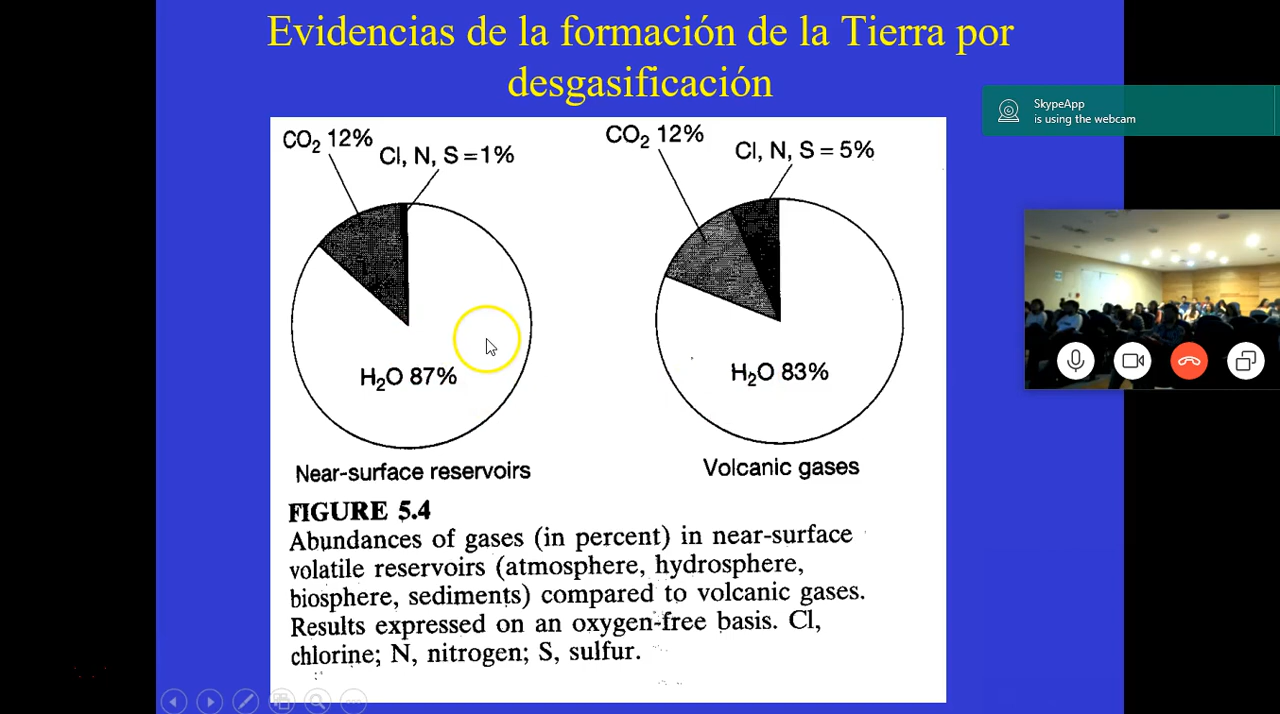 Evidencias de la formación de la Tierra por
desgasificación
SkypeApp
is using the webcam
CO₂ 12%
Cl, N, S = 1%
H₂O 87%
Near-surface reservoirs
CO₂ 12%
Cl, N, S = 5%
H₂O 83%
Volcanic gases
FIGURE 5.4
Abundances of gases (in percent) in near-surface
volatile reservoirs (atmosphere, hydrosphere,
biosphere, sediments) compared to volcanic gases.
Results expressed on an oxygen-free basis. Cl,
chlorine; N, nitrogen; S, sulfur.